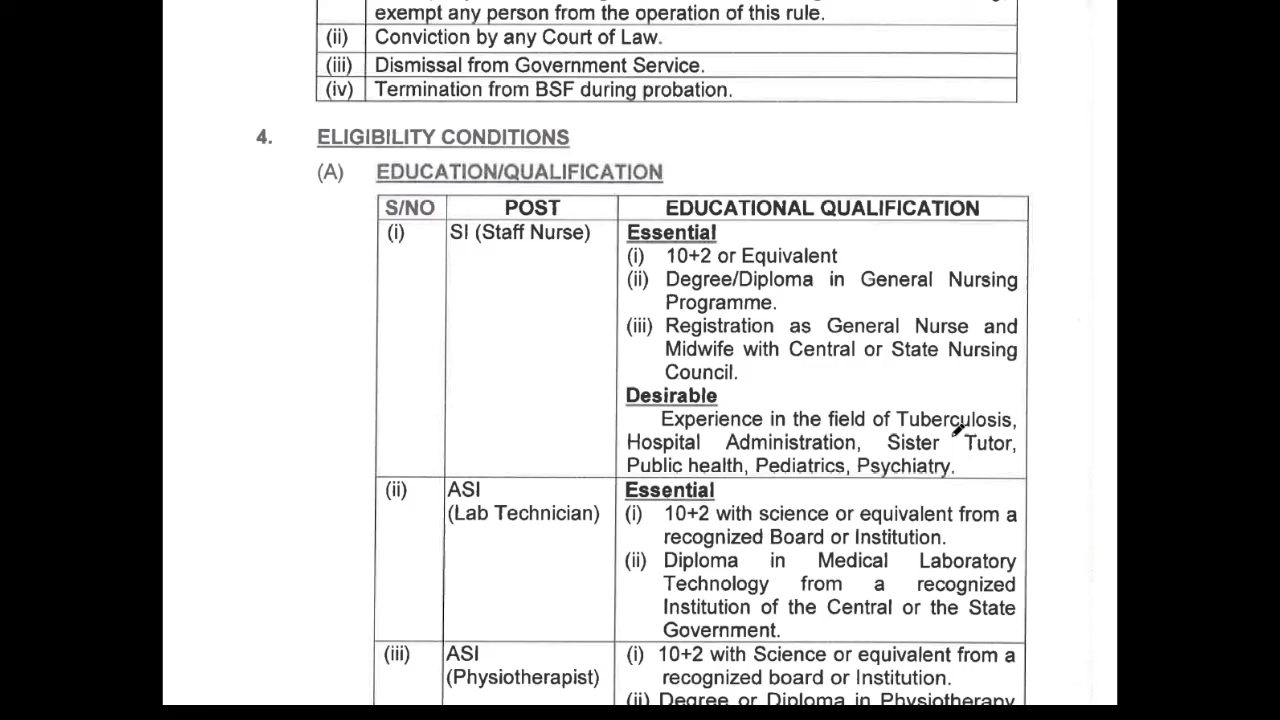 exempt any person from the operation of this rule.
(ii) Conviction by any Court of Law.
(iii) Dismissal from Government Service.
(iv) Termination from BSF during probation.
4. ELIGIBILITY CONDITIONS
(A) EDUCATION/QUALIFICATION
S/NO POST EDUCATIONAL QUALIFICATION
(i) SI (Staff Nurse) Essential
(i) 10+2 or Equivalent
(ii) Degree/Diploma in General Nursing
Programme.
(iii) Registration as General Nurse and
Midwife with Central or State Nursing
Council.
Desirable
Experience in the field of Tuberculosis,
Hospital Administration, Sister Tutor,
Public health, Pediatrics, Psychiatry.
(ii) ASI Essential
(Lab Technician) (i) 10+2 with science or equivalent from a
recognized Board or Institution.
(ii) Diploma in Medical Laboratory
Technology from a recognized
Institution of the Central or the State
Government.
(iii) ASI (i) 10+2 with Science or equivalent from a
(Physiotherapist) recognized board or Institution.
(ii) Degree or Diploma in Physiotherapy